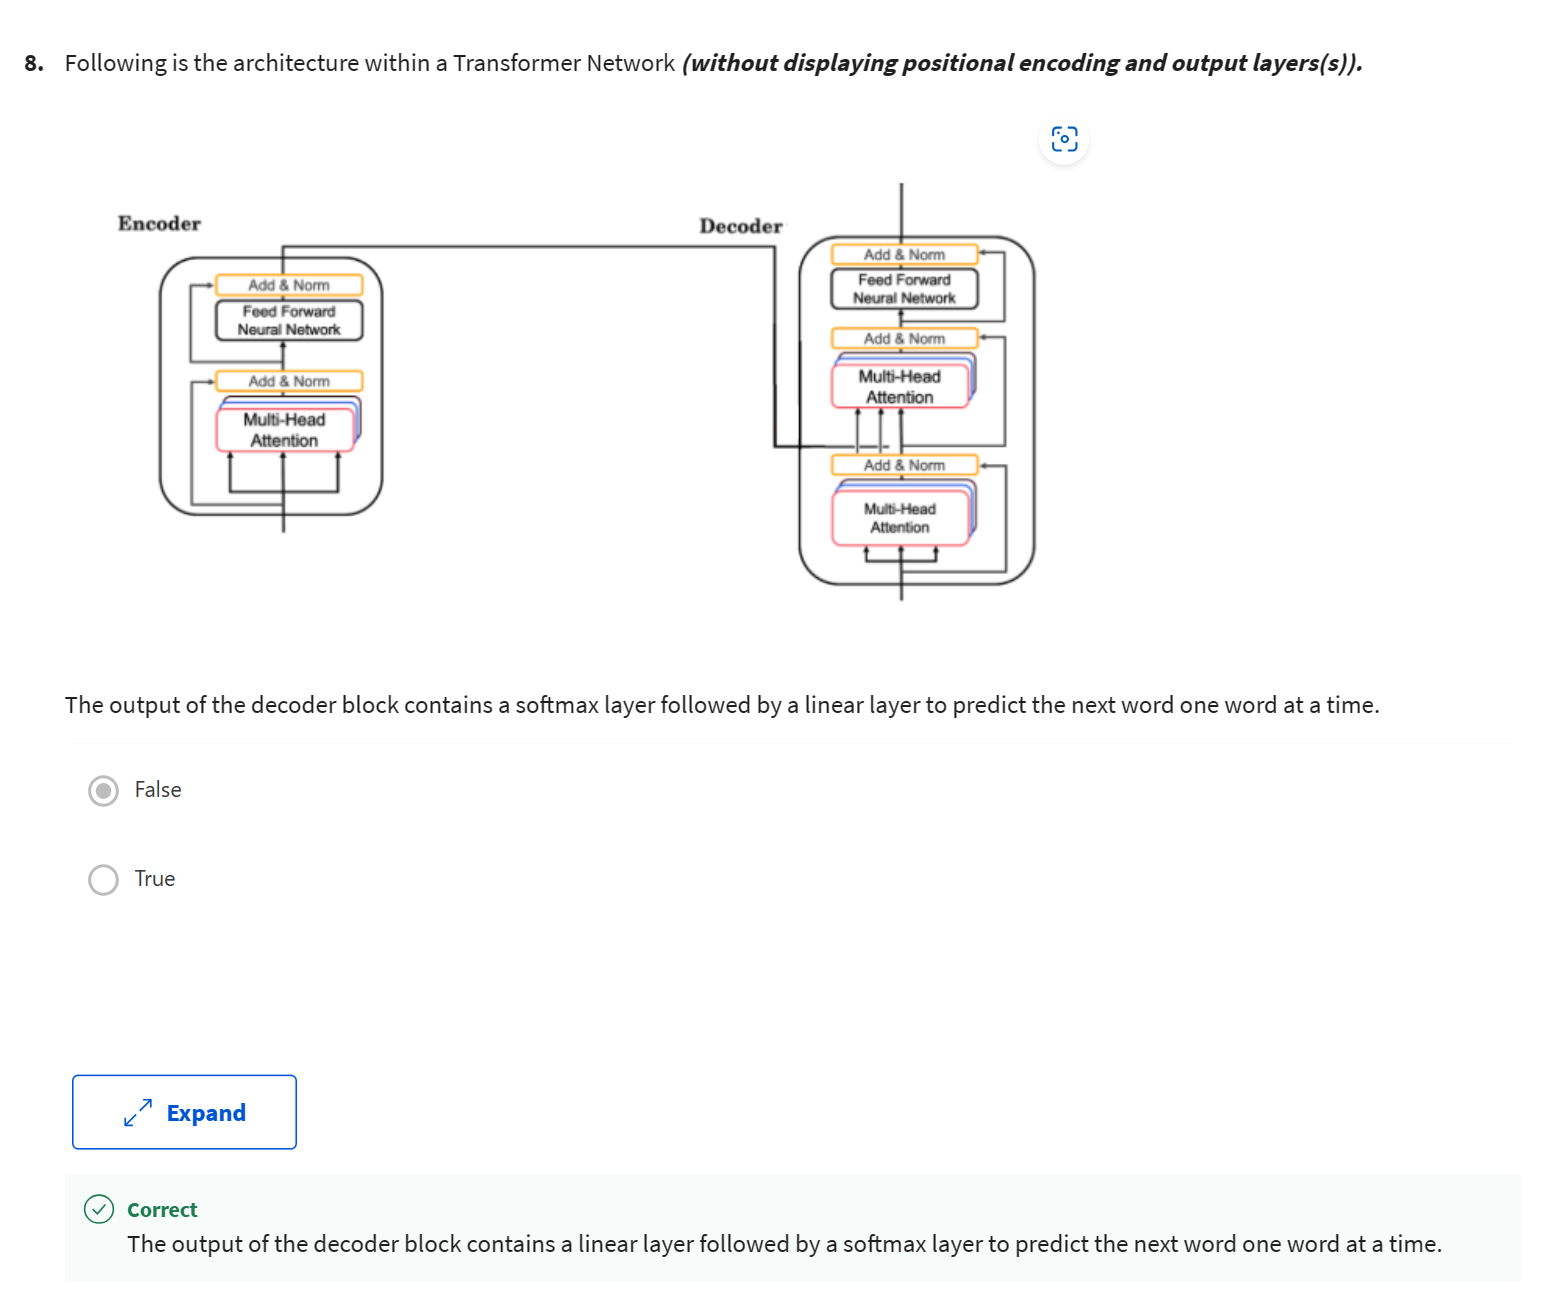 8. Following is the architecture within a Transformer Network (without displaying positional encoding and output layers(s)).
Encoder
Add & Norm
Feed Forward
Neural Network
Add & Norm
Multi-Head
Attention
Decoder
Add & Norm
Feed Forward
Neural Network
Add & Norm
Multi-Head
Attention
Add & Norm
Multi-Head
Attention
The output of the decoder block contains a softmax layer followed by a linear layer to predict the next word one word at a time.
False
True
Expand
Correct
The output of the decoder block contains a linear layer followed by a softmax layer to predict the next word one word at a time.